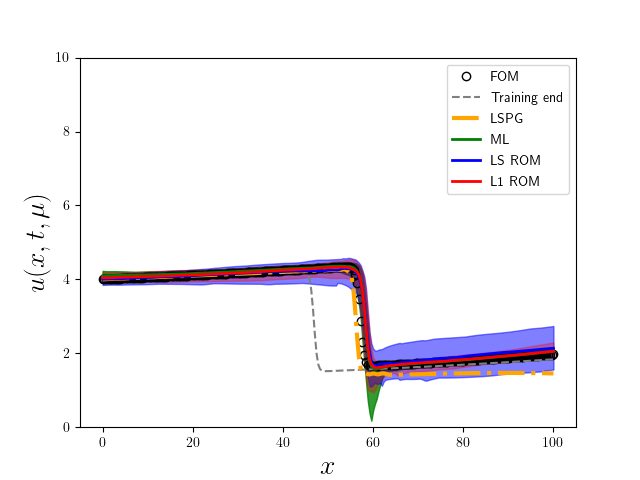 10
8
6
4
2
0
u(x, t, μ)
0 20 40 60 80 100
x
FOM
Training end
LSPG
ML
LS ROM
L1 ROM